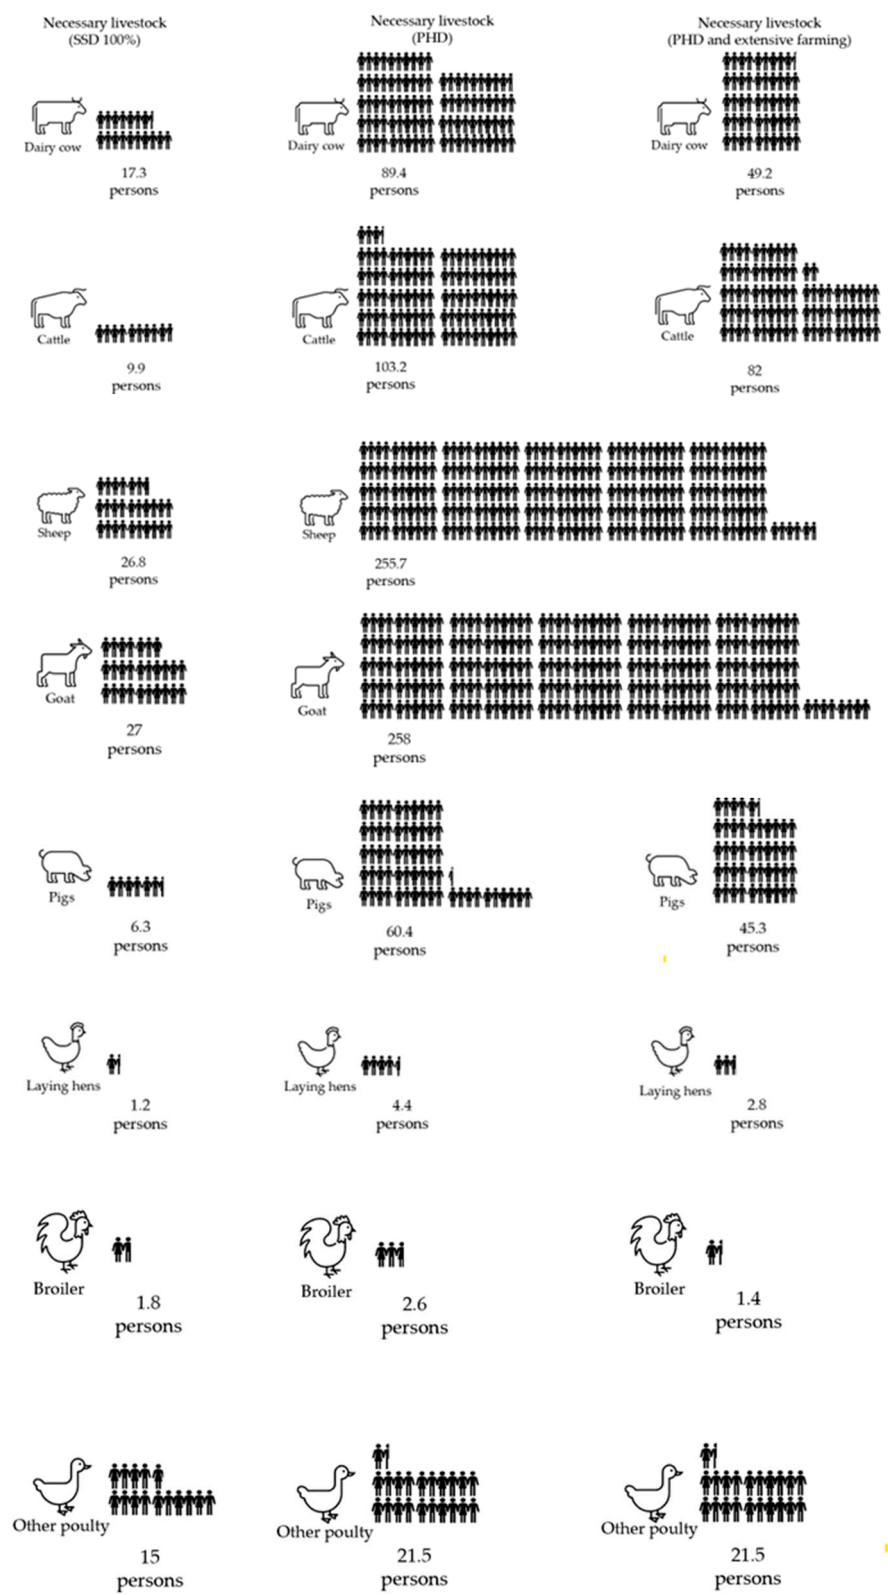 Necessary livestock
(SSD 100%)
Necessary livestock
(PHD)
Necessary livestock
(PHD and extensive farming)
Dairy cow
17.3
persons
Dairy cow
89.4
persons
Dairy cow
49.2
persons
Cattle
9.9
persons
Cattle
103.2
persons
Cattle
82
persons
Sheep
26.8
persons
Sheep
255.7
persons
Goat
27
persons
Goat
258
persons
Pigs
6.3
persons
Pigs
60.4
persons
Pigs
45.3
persons
Laying hens
1.2
persons
Laying hens
4.4
persons
Laying hens
2.8
persons
Broiler
1.8
persons
Broiler
2.6
persons
Broiler
1.4
persons
Other poulty
15
persons
Other poulty
21.5
persons
Other poulty
21.5
persons